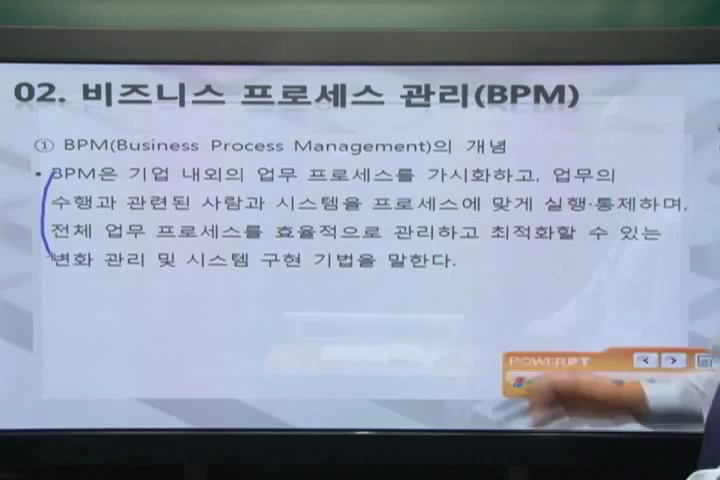 02. 비즈니스 프로세스 관리(BPM)
① BPM(Business Process Management)의 개념
• BPM은 기업 내외의 업무 프로세스를 가시화하고, 업무의
수행과 관련된 사람과 시스템을 프로세스에 맞게 실행·통제하며,
전체 업무 프로세스를 효율적으로 관리하고 최적화할 수 있는
변화 관리 및 시스템 구현 기법을 말한다.
POWERPT